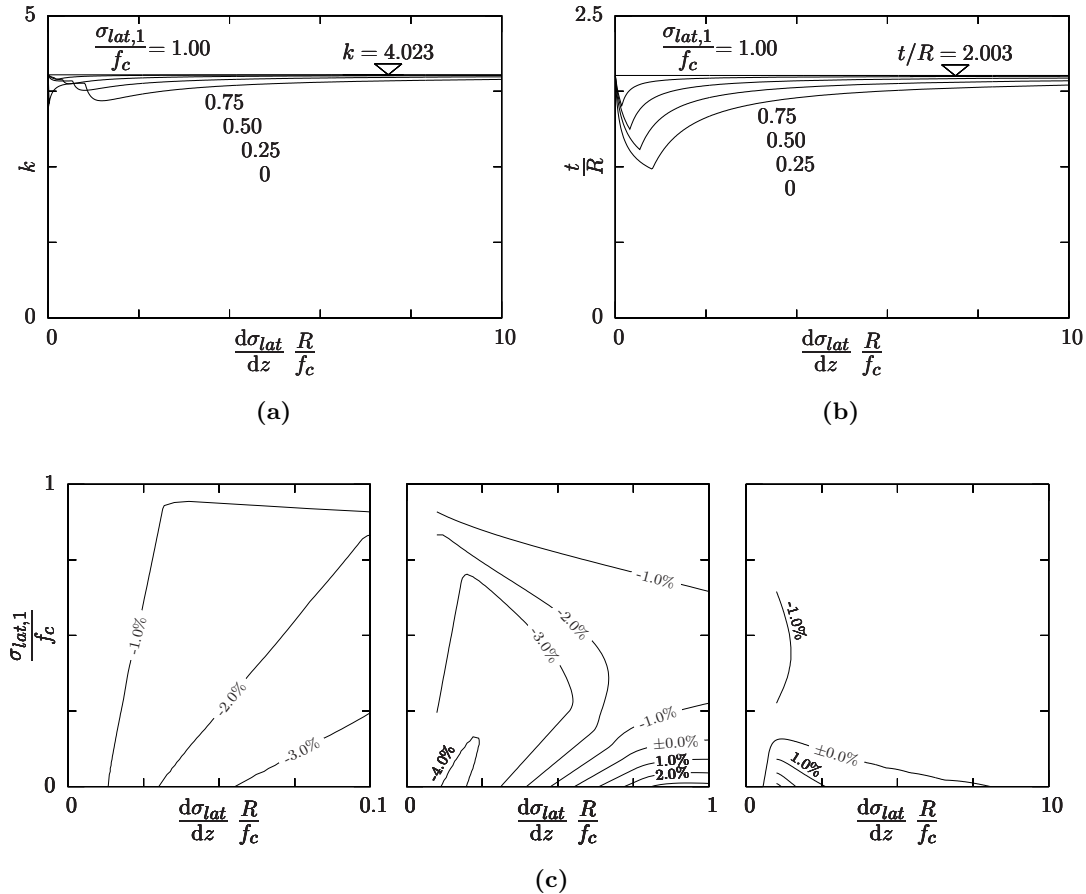 5
σlat,1/fc = 1.00
k = 4.023
0.75
0.50
0.25
0
k
0
0
10
dσlat/dz R/fc
(a)
2.5
σlat,1/fc = 1.00
t/R = 2.003
0.75
0.50
0.25
0
t/R
0
0
10
dσlat/dz R/fc
(b)
1
σlat,1/fc
0
-1.0%
-2.0%
-3.0%
0
0.1
dσlat/dz R/fc
-1.0%
-2.0%
-3.0%
-1.0%
±0.0%
1.0%
2.0%
-4.0%
0
1
dσlat/dz R/fc
-1.0%
±0.0%
1.0%
0
10
dσlat/dz R/fc
(c)